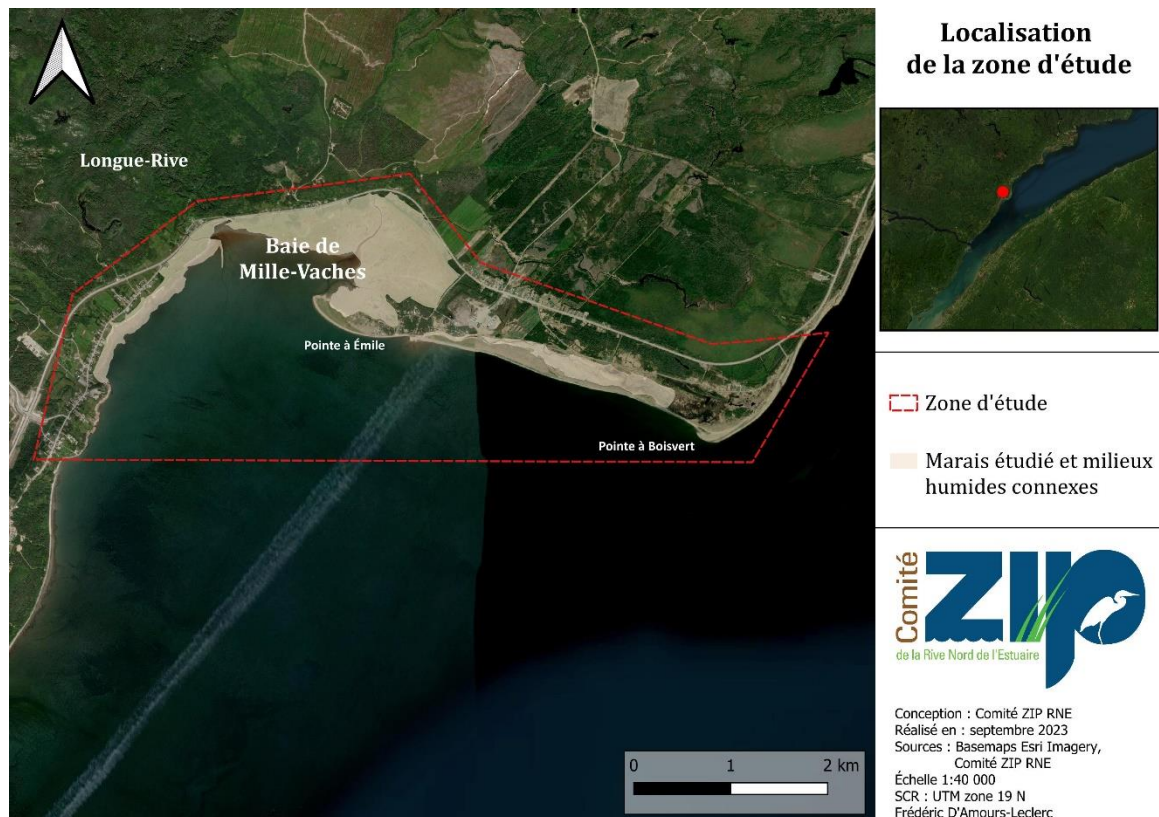 Localisation
de la zone d'étude
Longue-Rive
Baie de
Mille-Vaches
Pointe à Émile
Pointe à Boisvert
0 1 2 km
Zone d'étude
Marais étudié et milieux
humides connexes
Comité
ZIP
de la Rive Nord de l'Estuaire
Conception : Comité ZIP RNE
Réalisé en : septembre 2023
Sources : Basemaps Esri Imagery,
Comité ZIP RNE
Échelle 1:40 000
SCR : UTM zone 19 N
Frédéric D'Amours-Leclerc